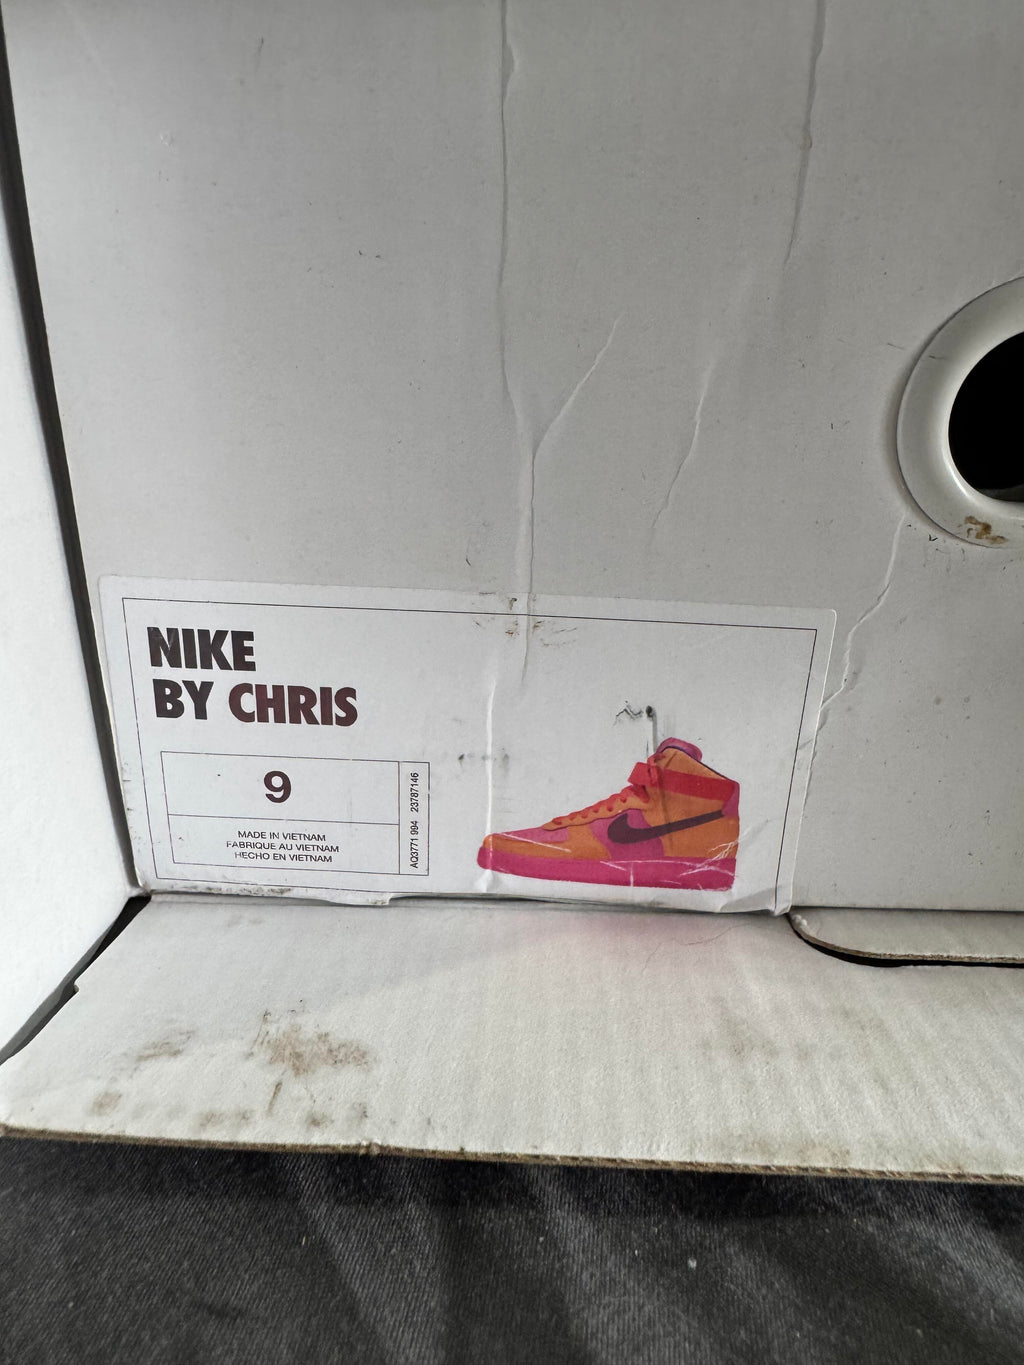 NIKE
BY CHRIS
9
MADE IN VIETNAM
FABRIQUE AU VIETNAM
HECHO EN VIETNAM
AQ3771 994 23787146